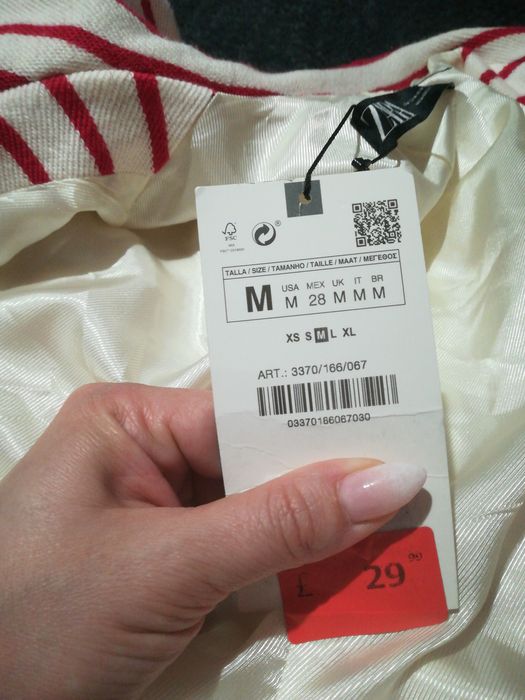 FSC
®
TALLA / SIZE / TAMANHO / TAILLE / MAAT / ΜΕΓΕΘΟΣ
M USA MEX UK IT BR
M 28 M M M
XS S M L XL
ART.: 3370/166/067
03370166067030
£ 29 99